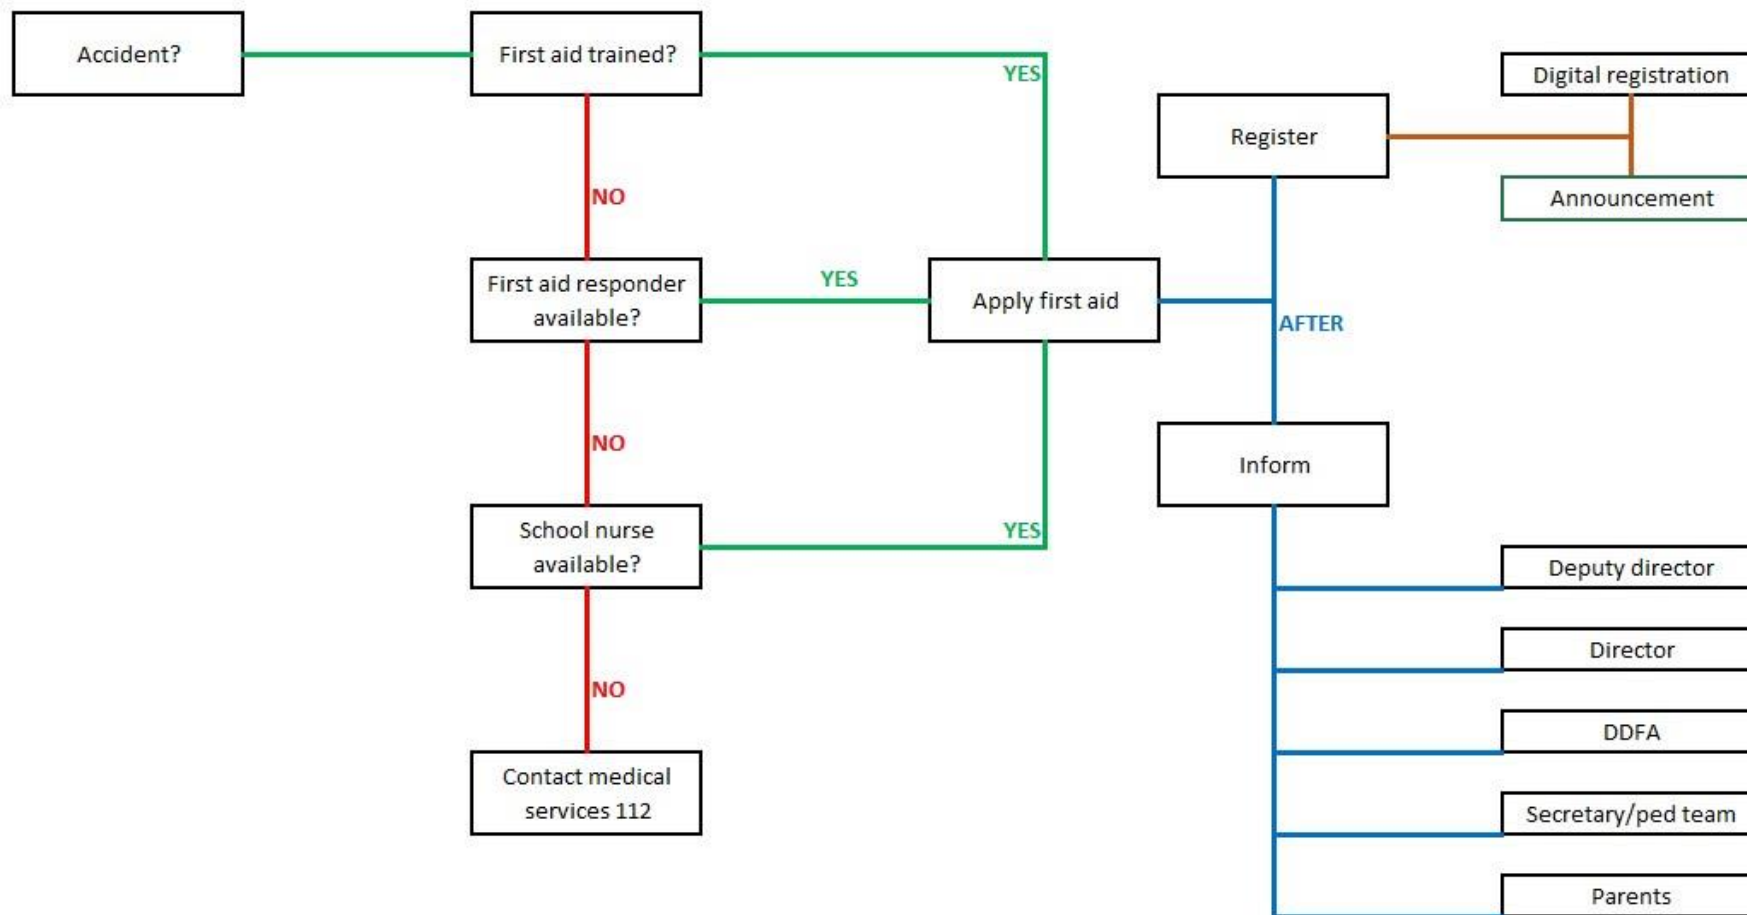 Accident?
First aid trained?
YES
Digital registration
Register
NO
Announcement
First aid responder
available?
YES
Apply first aid
AFTER
NO
Inform
School nurse
available?
YES
Deputy director
Director
NO
DDFA
Contact medical
services 112
Secretary/ped team
Parents